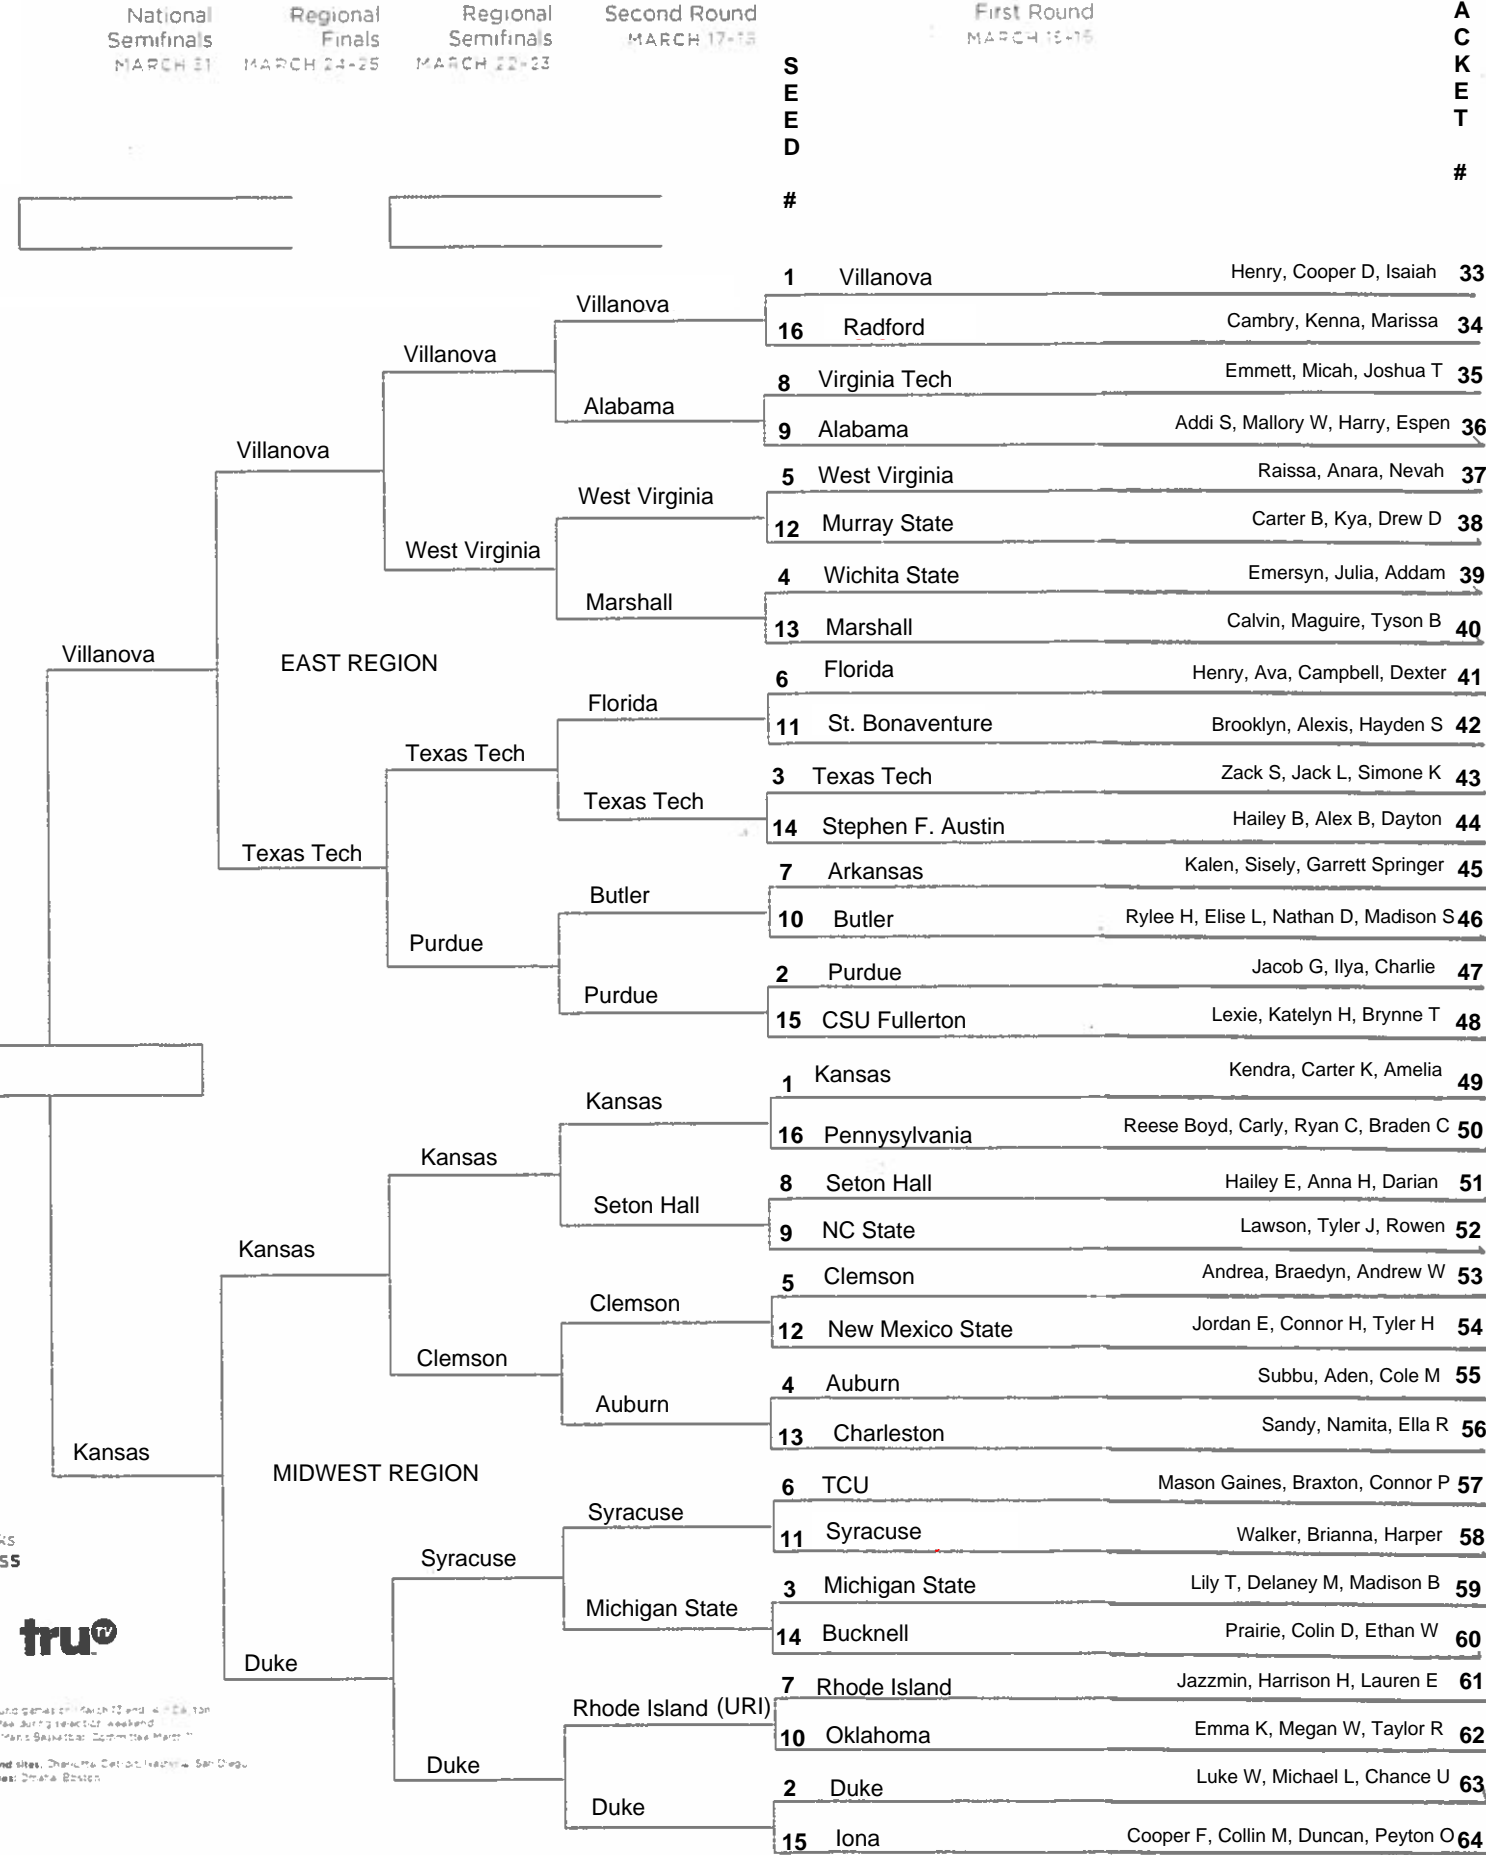 National Semifinals MARCH 31
Regional Finals MARCH 24-25
Regional Semifinals MARCH 22-23
Second Round MARCH 17-18
First Round
SEED #
ACKET #
1 Villanova Henry, Cooper D, Isaiah 33
Villanova
16 Radford Cambry, Kenna, Marissa 34
Villanova
8 Virginia Tech Emmett, Micah, Joshua T 35
Alabama
9 Alabama Addi S, Mallory W, Harry, Espen 36
Villanova
5 West Virginia Raissa, Anara, Nevah 37
West Virginia
12 Murray State Carter B, Kya, Drew D 38
West Virginia
4 Wichita State Emersyn, Julia, Addam 39
Marshall
13 Marshall Calvin, Maguire, Tyson B 40
Villanova
EAST REGION
6 Florida Henry, Ava, Campbell, Dexter 41
Florida
11 St. Bonaventure Brooklyn, Alexis, Hayden S 42
Texas Tech
3 Texas Tech Zack S, Jack L, Simone K 43
Texas Tech
14 Stephen F. Austin Hailey B, Alex B, Dayton 44
Texas Tech
7 Arkansas Kalen, Sisely, Garrett Springer 45
Butler
10 Butler Rylee H, Elise L, Nathan D, Madison S 46
Purdue
2 Purdue Jacob G, Ilya, Charlie 47
Purdue
15 CSU Fullerton Lexie, Katelyn H, Brynne T 48
1 Kansas Kendra, Carter K, Amelia 49
Kansas
16 Pennysylvania Reese Boyd, Carly, Ryan C, Braden C 50
Kansas
8 Seton Hall Hailey E, Anna H, Darian 51
Seton Hall
9 NC State Lawson, Tyler J, Rowen 52
Kansas
5 Clemson Andrea, Braedyn, Andrew W 53
Clemson
12 New Mexico State Jordan E, Connor H, Tyler H 54
Clemson
4 Auburn Subbu, Aden, Cole M 55
Auburn
13 Charleston Sandy, Namita, Ella R 56
Kansas
MIDWEST REGION
6 TCU Mason Gaines, Braxton, Connor P 57
Syracuse
11 Syracuse Walker, Brianna, Harper 58
Syracuse
3 Michigan State Lily T, Delaney M, Madison B 59
Michigan State
14 Bucknell Prairie, Colin D, Ethan W 60
truTV
Duke
7 Rhode Island Jazzmin, Harrison H, Lauren E 61
Rhode Island (URI)
10 Oklahoma Emma K, Megan W, Taylor R 62
Duke
2 Duke Luke W, Michael L, Chance U 63
Duke
15 Iona Cooper F, Collin M, Duncan, Peyton O 64